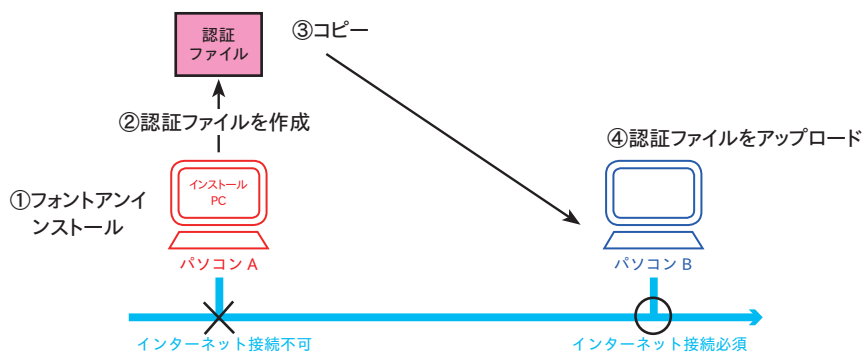 認証
ファイル
③コピー
②認証ファイルを作成
④認証ファイルをアップロード
①フォントアンイ
ンストール
インストール
PC
パソコン A
パソコン B
インターネット接続不可
インターネット接続必須